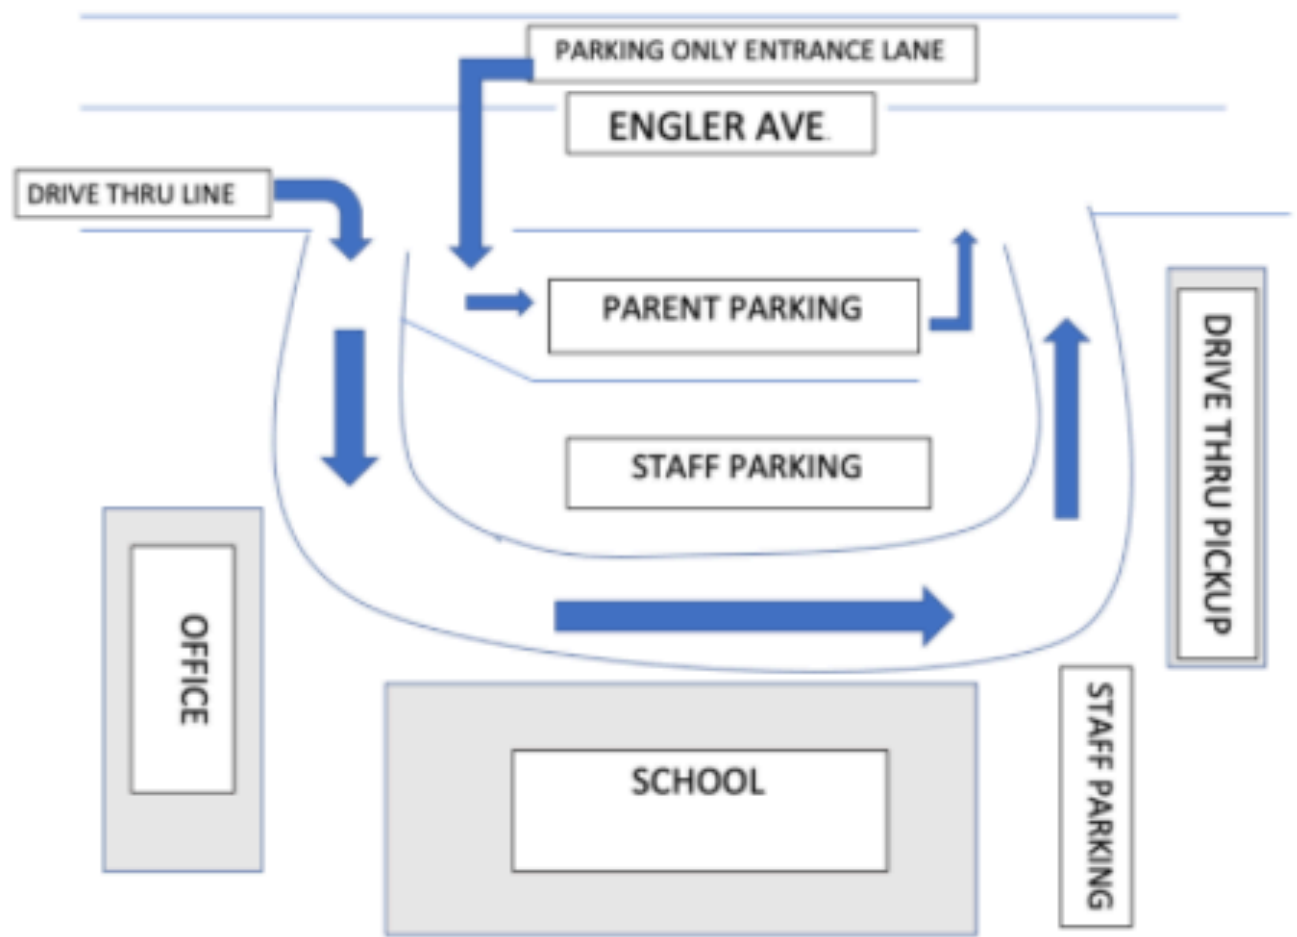 PARKING ONLY ENTRANCE LANE
ENGLER AVE.
DRIVE THRU LINE
PARENT PARKING
STAFF PARKING
DRIVE THRU PICKUP
OFFICE
SCHOOL
STAFF PARKING